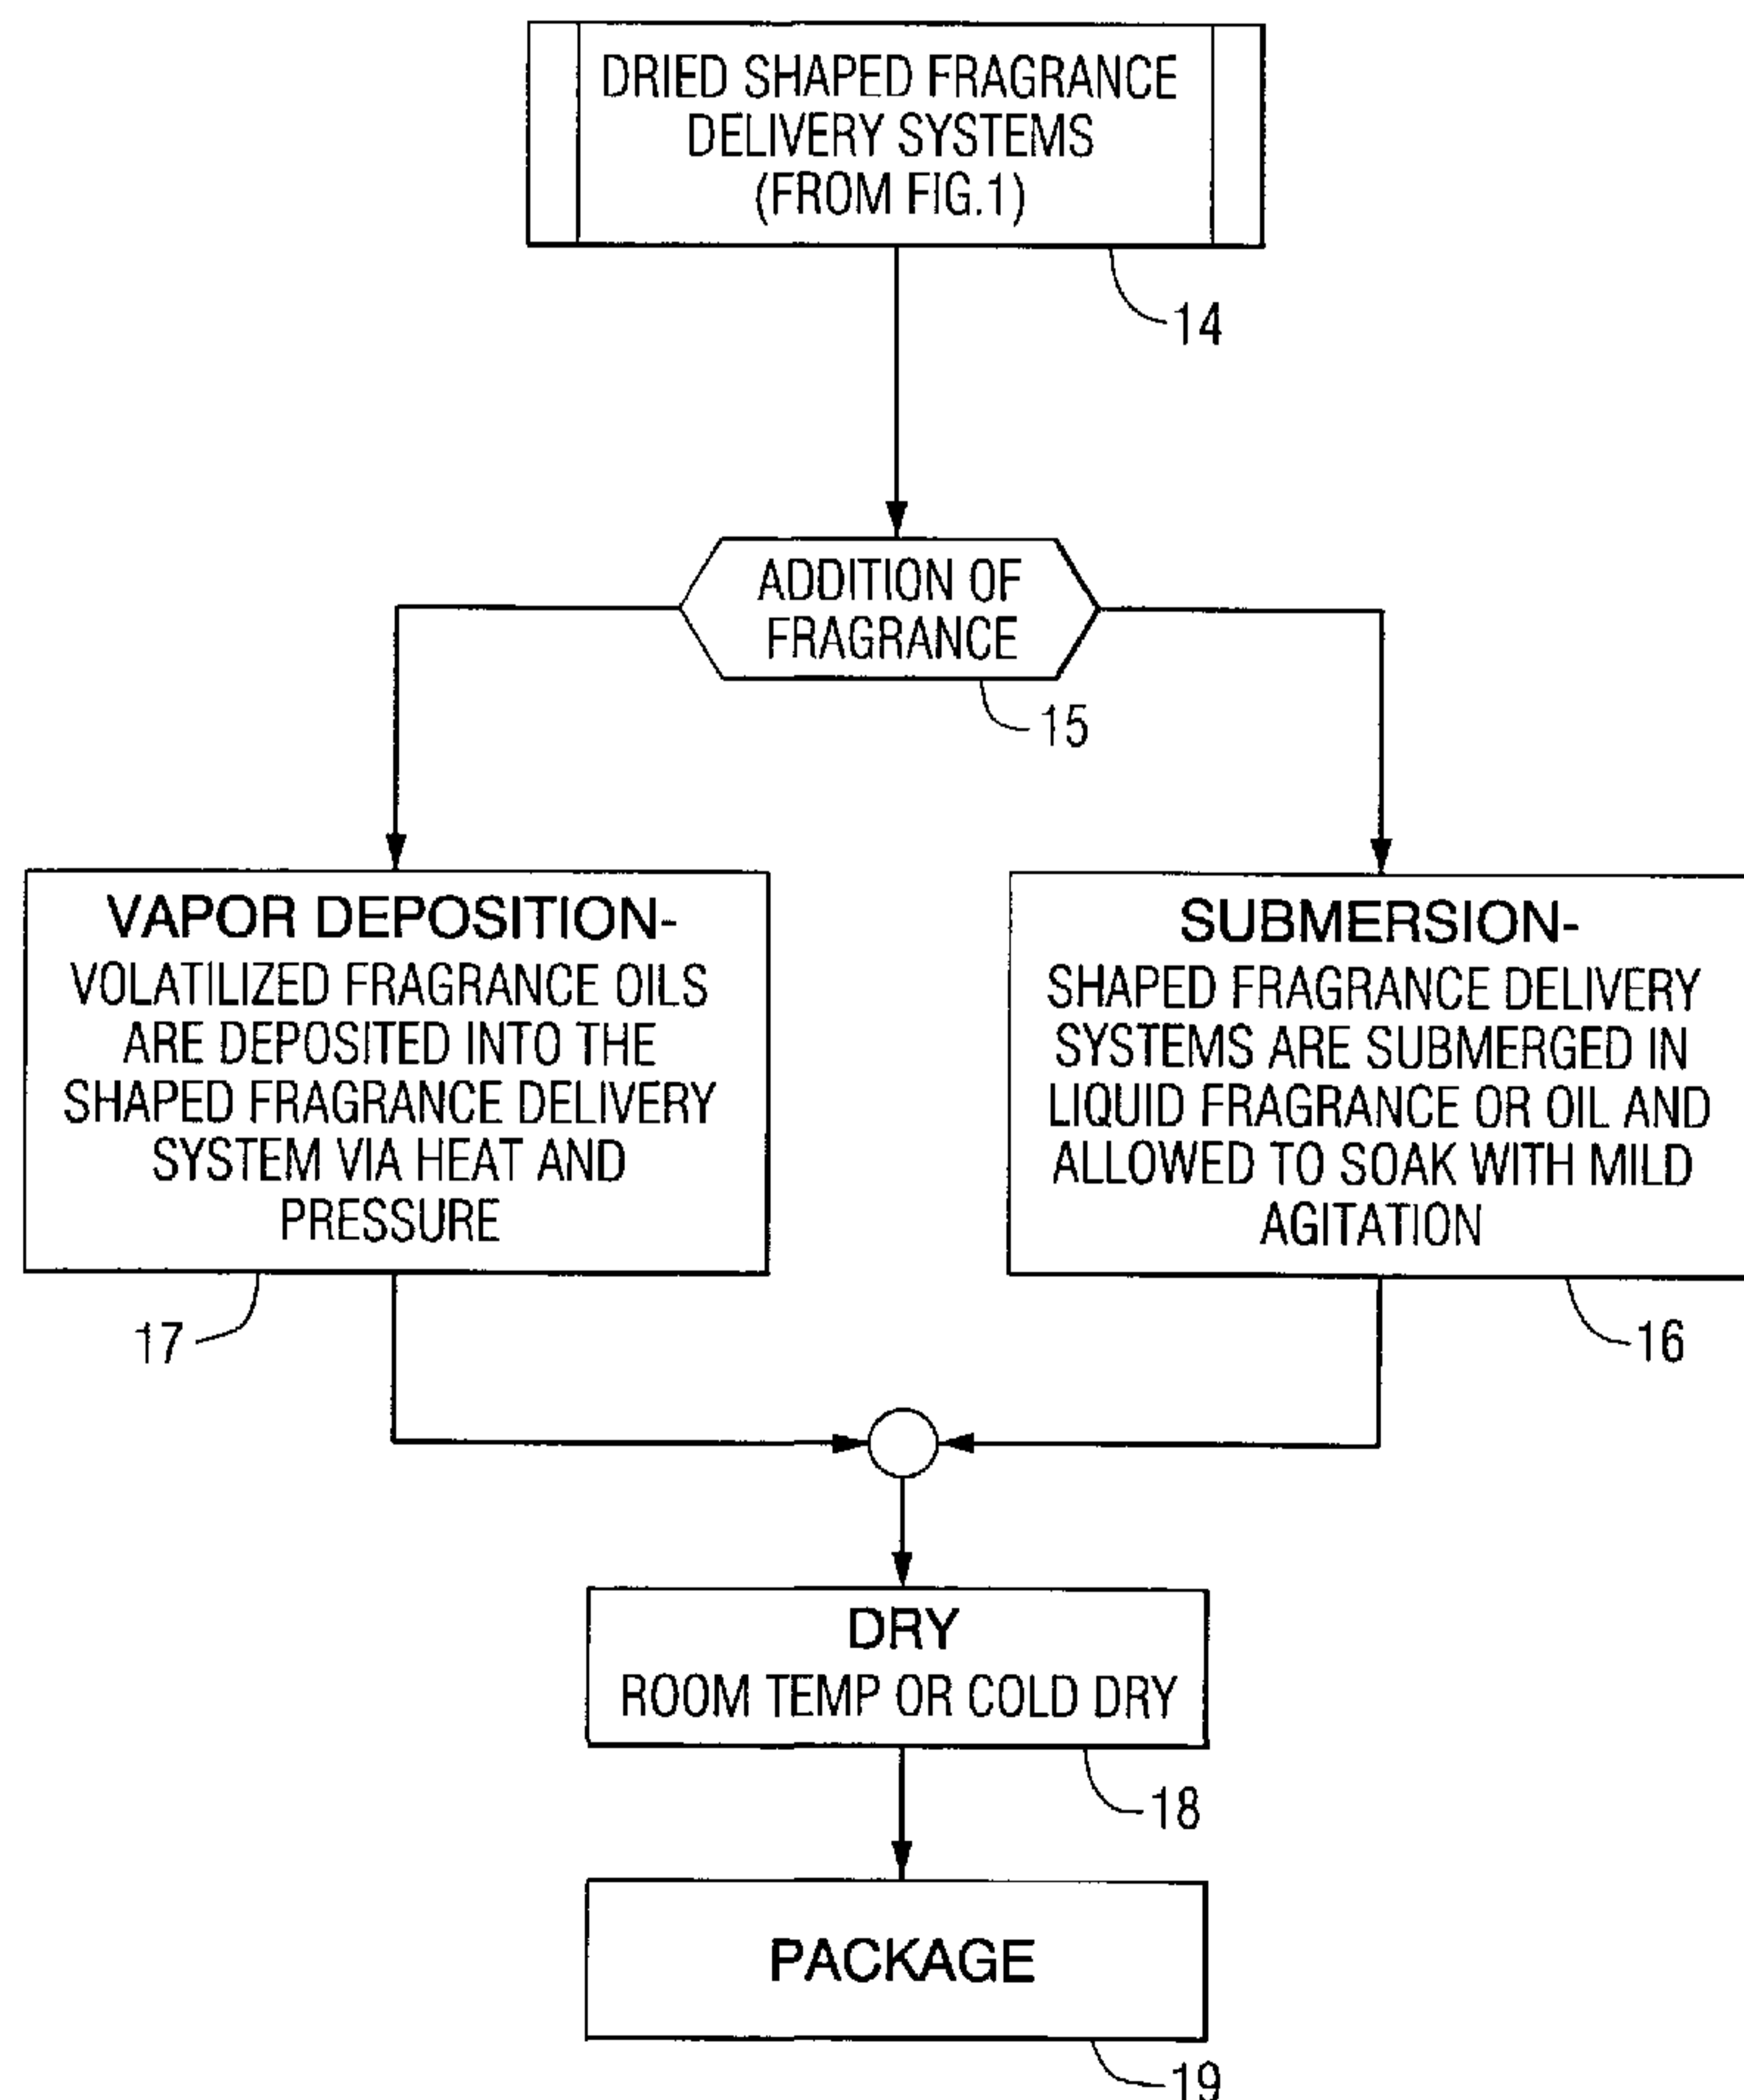 DRIED SHAPED FRAGRANCE
DELIVERY SYSTEMS
(FROM FIG.1)
14
ADDITION OF
FRAGRANCE
15
VAPOR DEPOSITION-
VOLATILIZED FRAGRANCE OILS
ARE DEPOSITED INTO THE
SHAPED FRAGRANCE DELIVERY
SYSTEM VIA HEAT AND
PRESSURE
17
SUBMERSION-
SHAPED FRAGRANCE DELIVERY
SYSTEMS ARE SUBMERGED IN
LIQUID FRAGRANCE OR OIL AND
ALLOWED TO SOAK WITH MILD
AGITATION
16
DRY
ROOM TEMP OR COLD DRY
18
PACKAGE
19